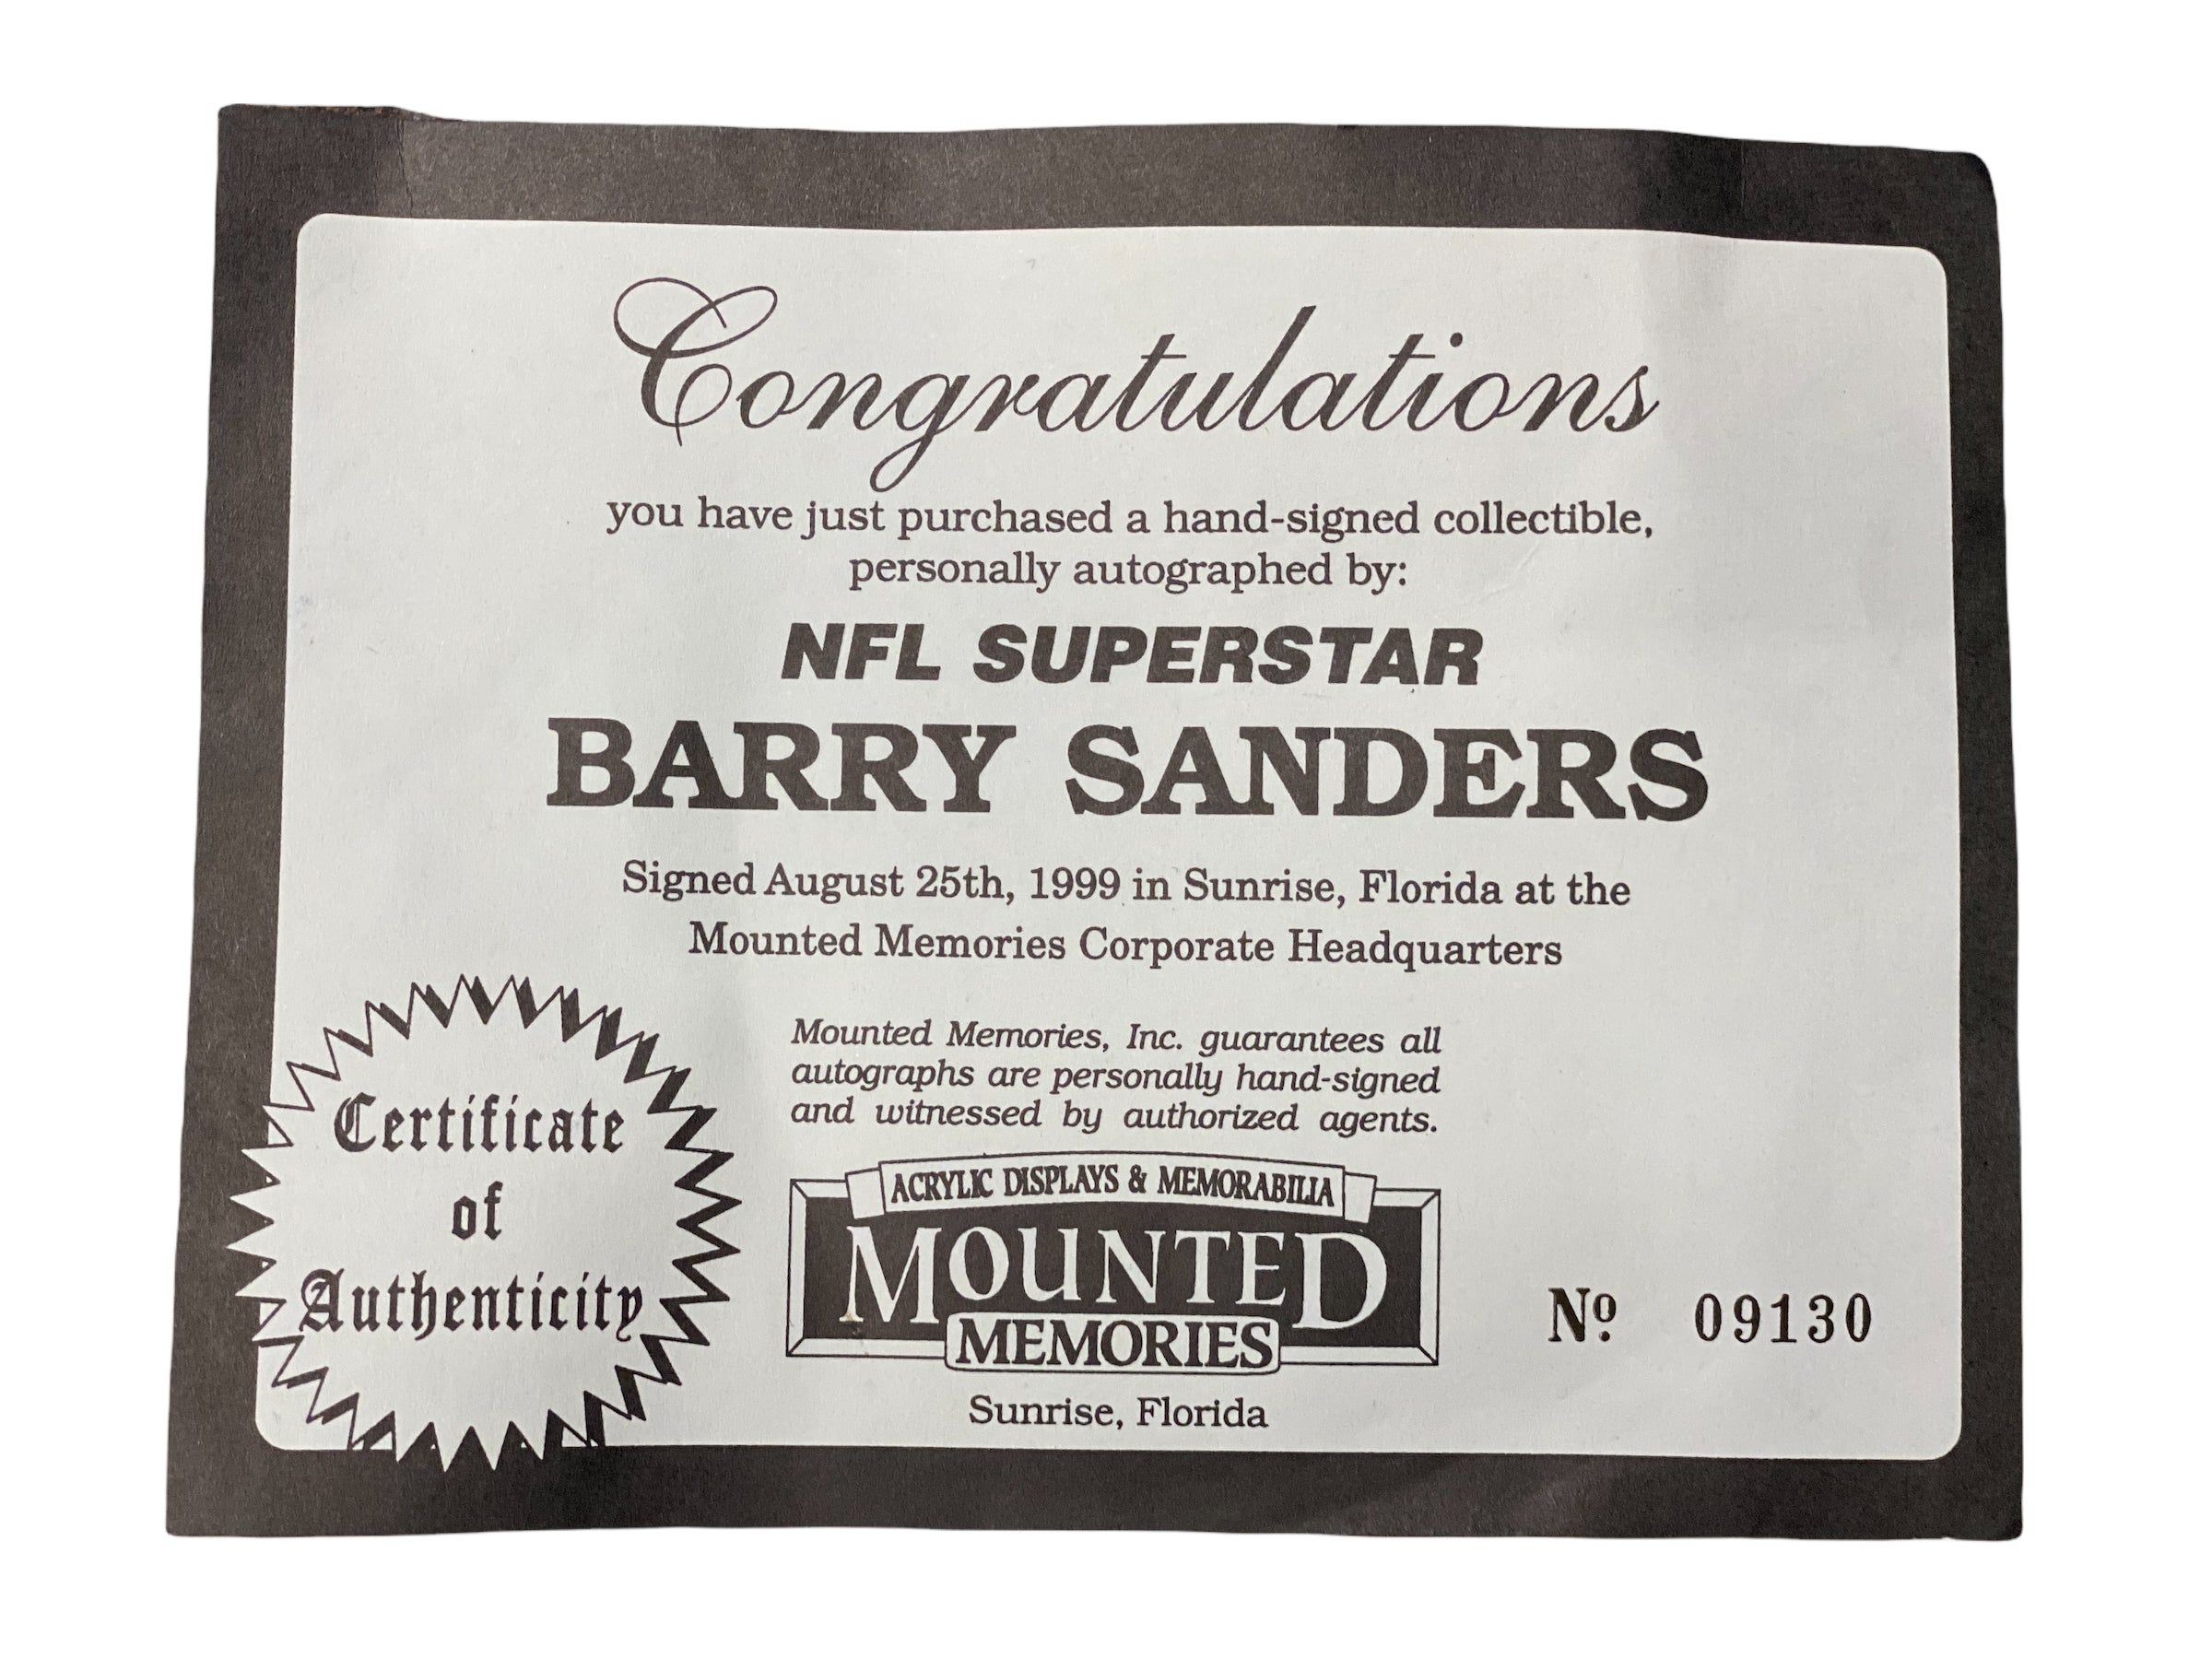 Congratulations
you have just purchased a hand-signed collectible,
personally autographed by:
NFL SUPERSTAR
BARRY SANDERS
Signed August 25th, 1999 in Sunrise, Florida at the
Mounted Memories Corporate Headquarters
Mounted Memories, Inc. guarantees all
autographs are personally hand-signed
and witnessed by authorized agents.
Certificate
of
Authenticity
ACRYLIC DISPLAYS & MEMORABILIA
MOUNTED
MEMORIES
Sunrise, Florida
Nº 09130